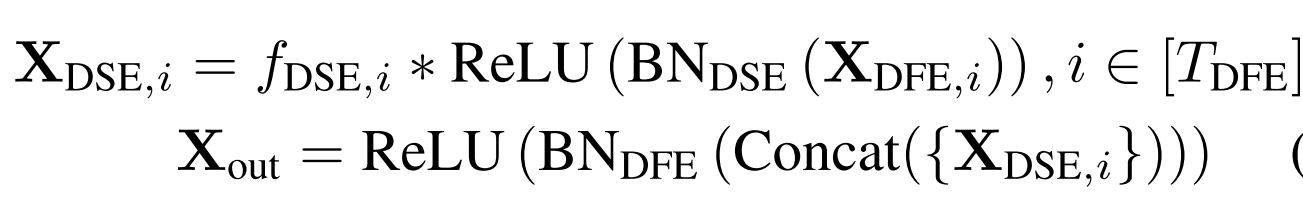 X_DSE,i = f_DSE,i * ReLU (BN_DSE (X_DFE,i)) , i ∈ [T_DFE]
X_out = ReLU (BN_DFE (Concat({X_DSE,i}))) (